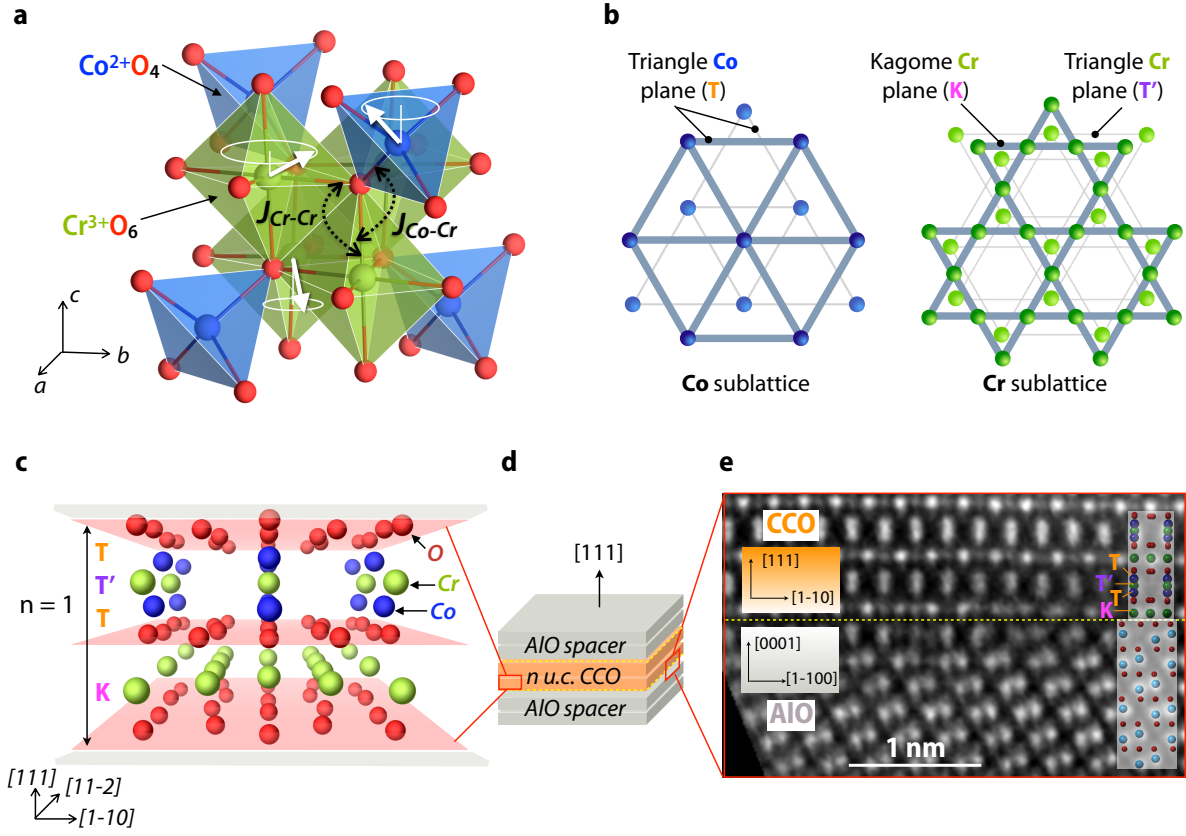 a
Co2+O4
Cr3+O6
JCr-Cr
JCo-Cr
c
b
a
b
Triangle Co
plane (T)
Kagome Cr
plane (K)
Triangle Cr
plane (T′)
Co sublattice
Cr sublattice
c
n = 1
T
T′
T
K
O
Cr
Co
[111]
[11-2]
[1-10]
d
[111]
AlO spacer
n u.c. CCO
AlO spacer
e
CCO
[111]
[1-10]
T
T′
T
K
[0001]
[1-100]
AlO
1 nm